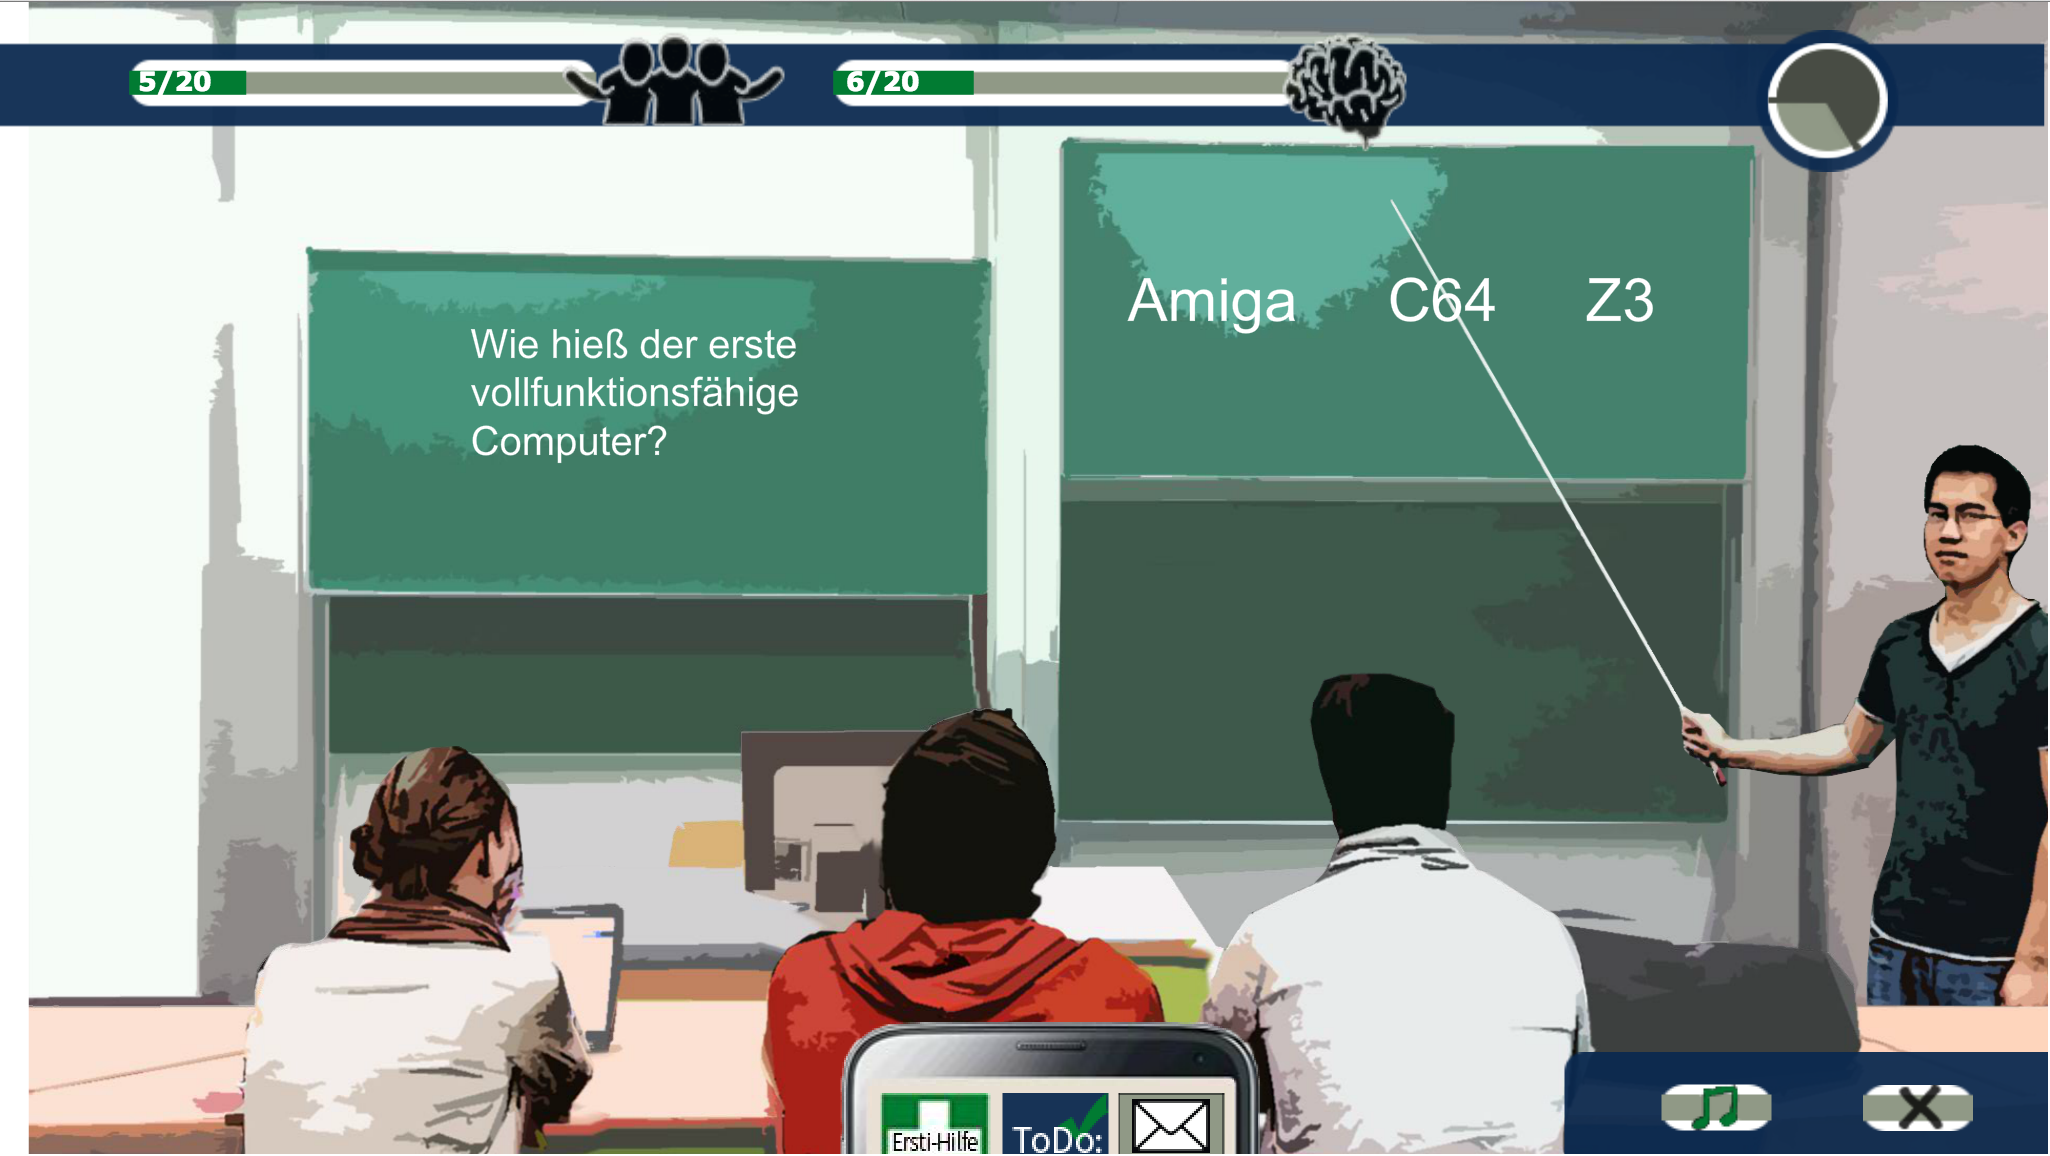 5/20
6/20
Wie hieß der erste
vollfunktionsfähige
Computer?
Amiga C64 Z3
Ersti-Hilfe
ToDo: